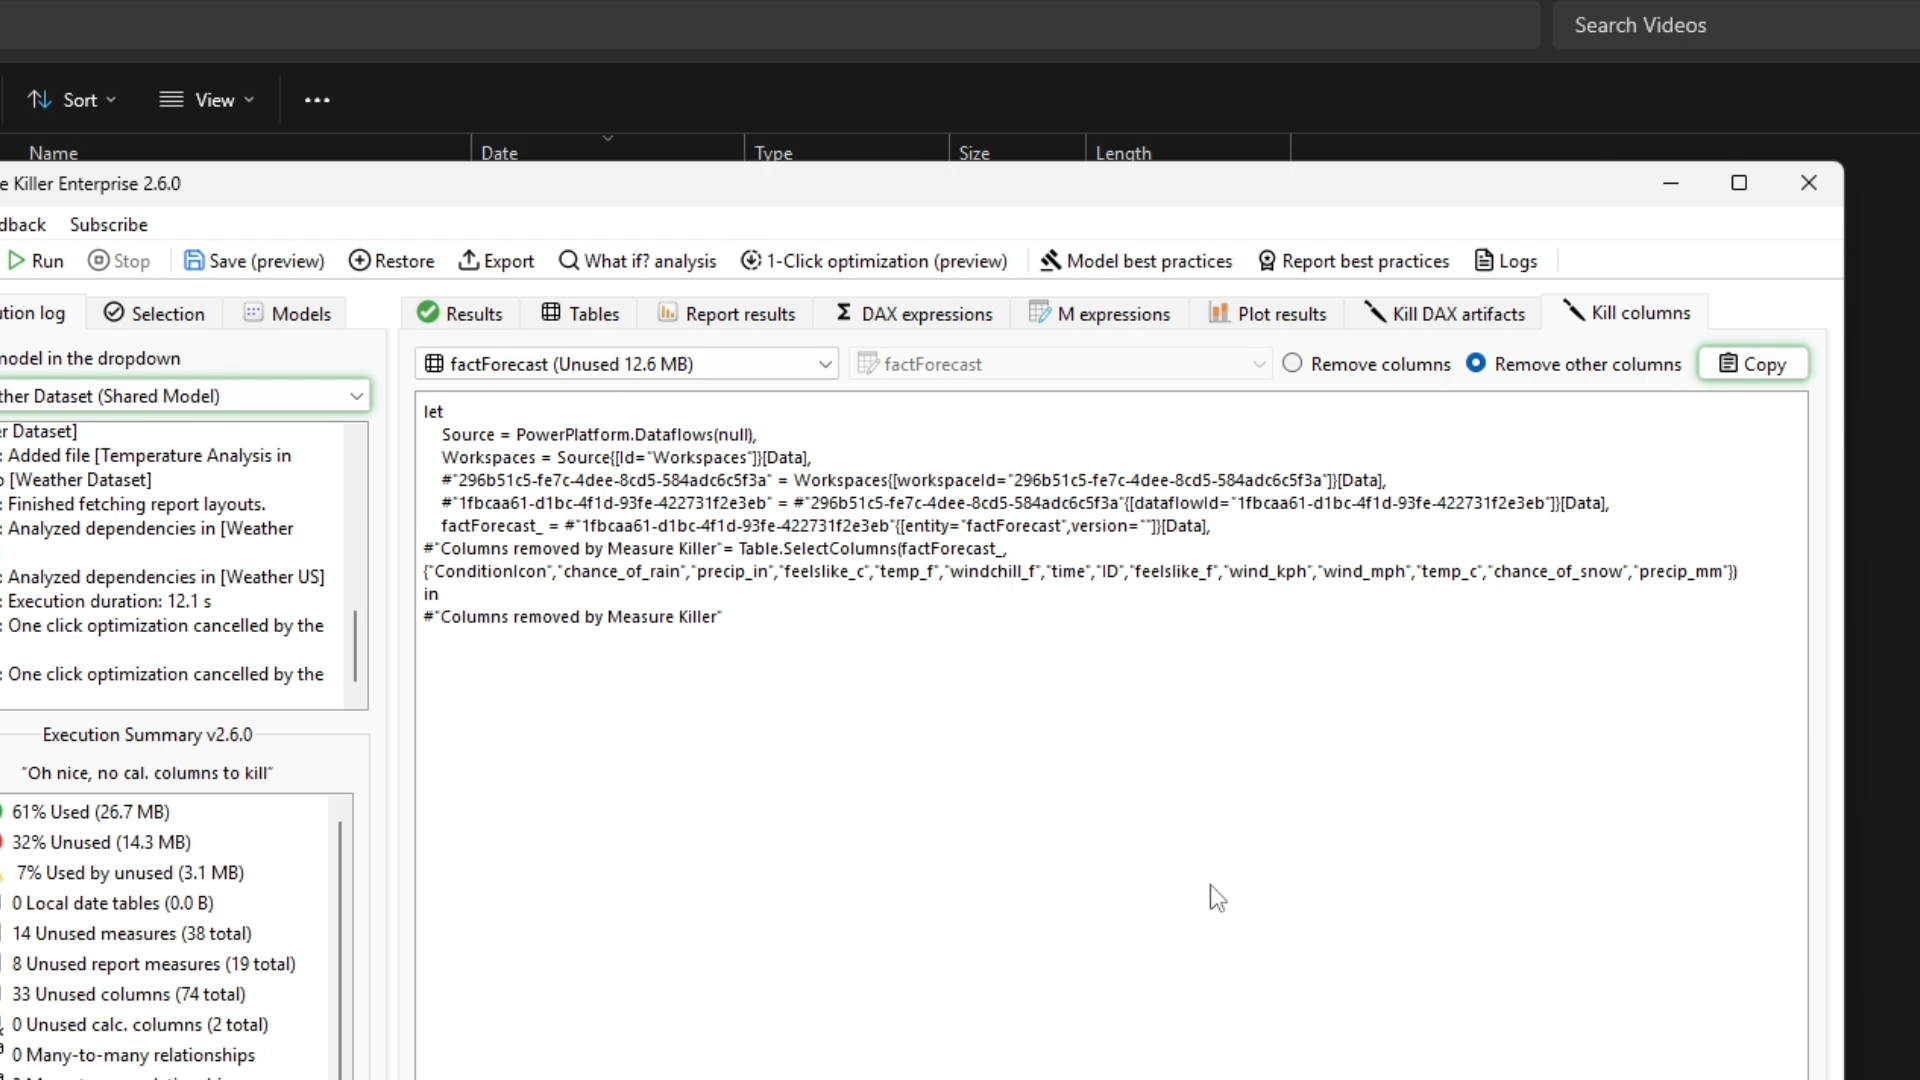 Search Videos
Sort
View
Name
Date
Type
Size
Length
e Killer Enterprise 2.6.0
dback
Subscribe
Run
Stop
Save (preview)
Restore
Export
What if? analysis
1-Click optimization (preview)
Model best practices
Report best practices
Logs
tion log
Selection
Models
Results
Tables
Report results
DAX expressions
M expressions
Plot results
Kill DAX artifacts
Kill columns
model in the dropdown
ther Dataset (Shared Model)
factForecast (Unused 12.6 MB)
factForecast
Remove columns
Remove other columns
Copy
er Dataset]
: Added file [Temperature Analysis in
o [Weather Dataset]
: Finished fetching report layouts.
: Analyzed dependencies in [Weather
: Analyzed dependencies in [Weather US]
: Execution duration: 12.1 s
: One click optimization cancelled by the
: One click optimization cancelled by the
Execution Summary v2.6.0
"Oh nice, no cal. columns to kill"
61% Used (26.7 MB)
32% Unused (14.3 MB)
7% Used by unused (3.1 MB)
0 Local date tables (0.0 B)
14 Unused measures (38 total)
8 Unused report measures (19 total)
33 Unused columns (74 total)
0 Unused calc. columns (2 total)
0 Many-to-many relationships
let
Source = PowerPlatform.Dataflows(null),
Workspaces = Source{[Id="Workspaces"]}[Data],
#"296b51c5-fe7c-4dee-8cd5-584adc6c5f3a" = Workspaces{[workspaceId="296b51c5-fe7c-4dee-8cd5-584adc6c5f3a"]}[Data],
#"1fbcaa61-d1bc-4f1d-93fe-422731f2e3eb" = #"296b51c5-fe7c-4dee-8cd5-584adc6c5f3a"{[dataflowId="1fbcaa61-d1bc-4f1d-93fe-422731f2e3eb"]}[Data],
factForecast_ = #"1fbcaa61-d1bc-4f1d-93fe-422731f2e3eb"{[entity="factForecast",version=""]}[Data],
#"Columns removed by Measure Killer"= Table.SelectColumns(factForecast_,
{"ConditionIcon","chance_of_rain","precip_in","feelslike_c","temp_f","windchill_f","time","ID","feelslike_f","wind_kph","wind_mph","temp_c","chance_of_snow","precip_mm"})
in
#"Columns removed by Measure Killer"